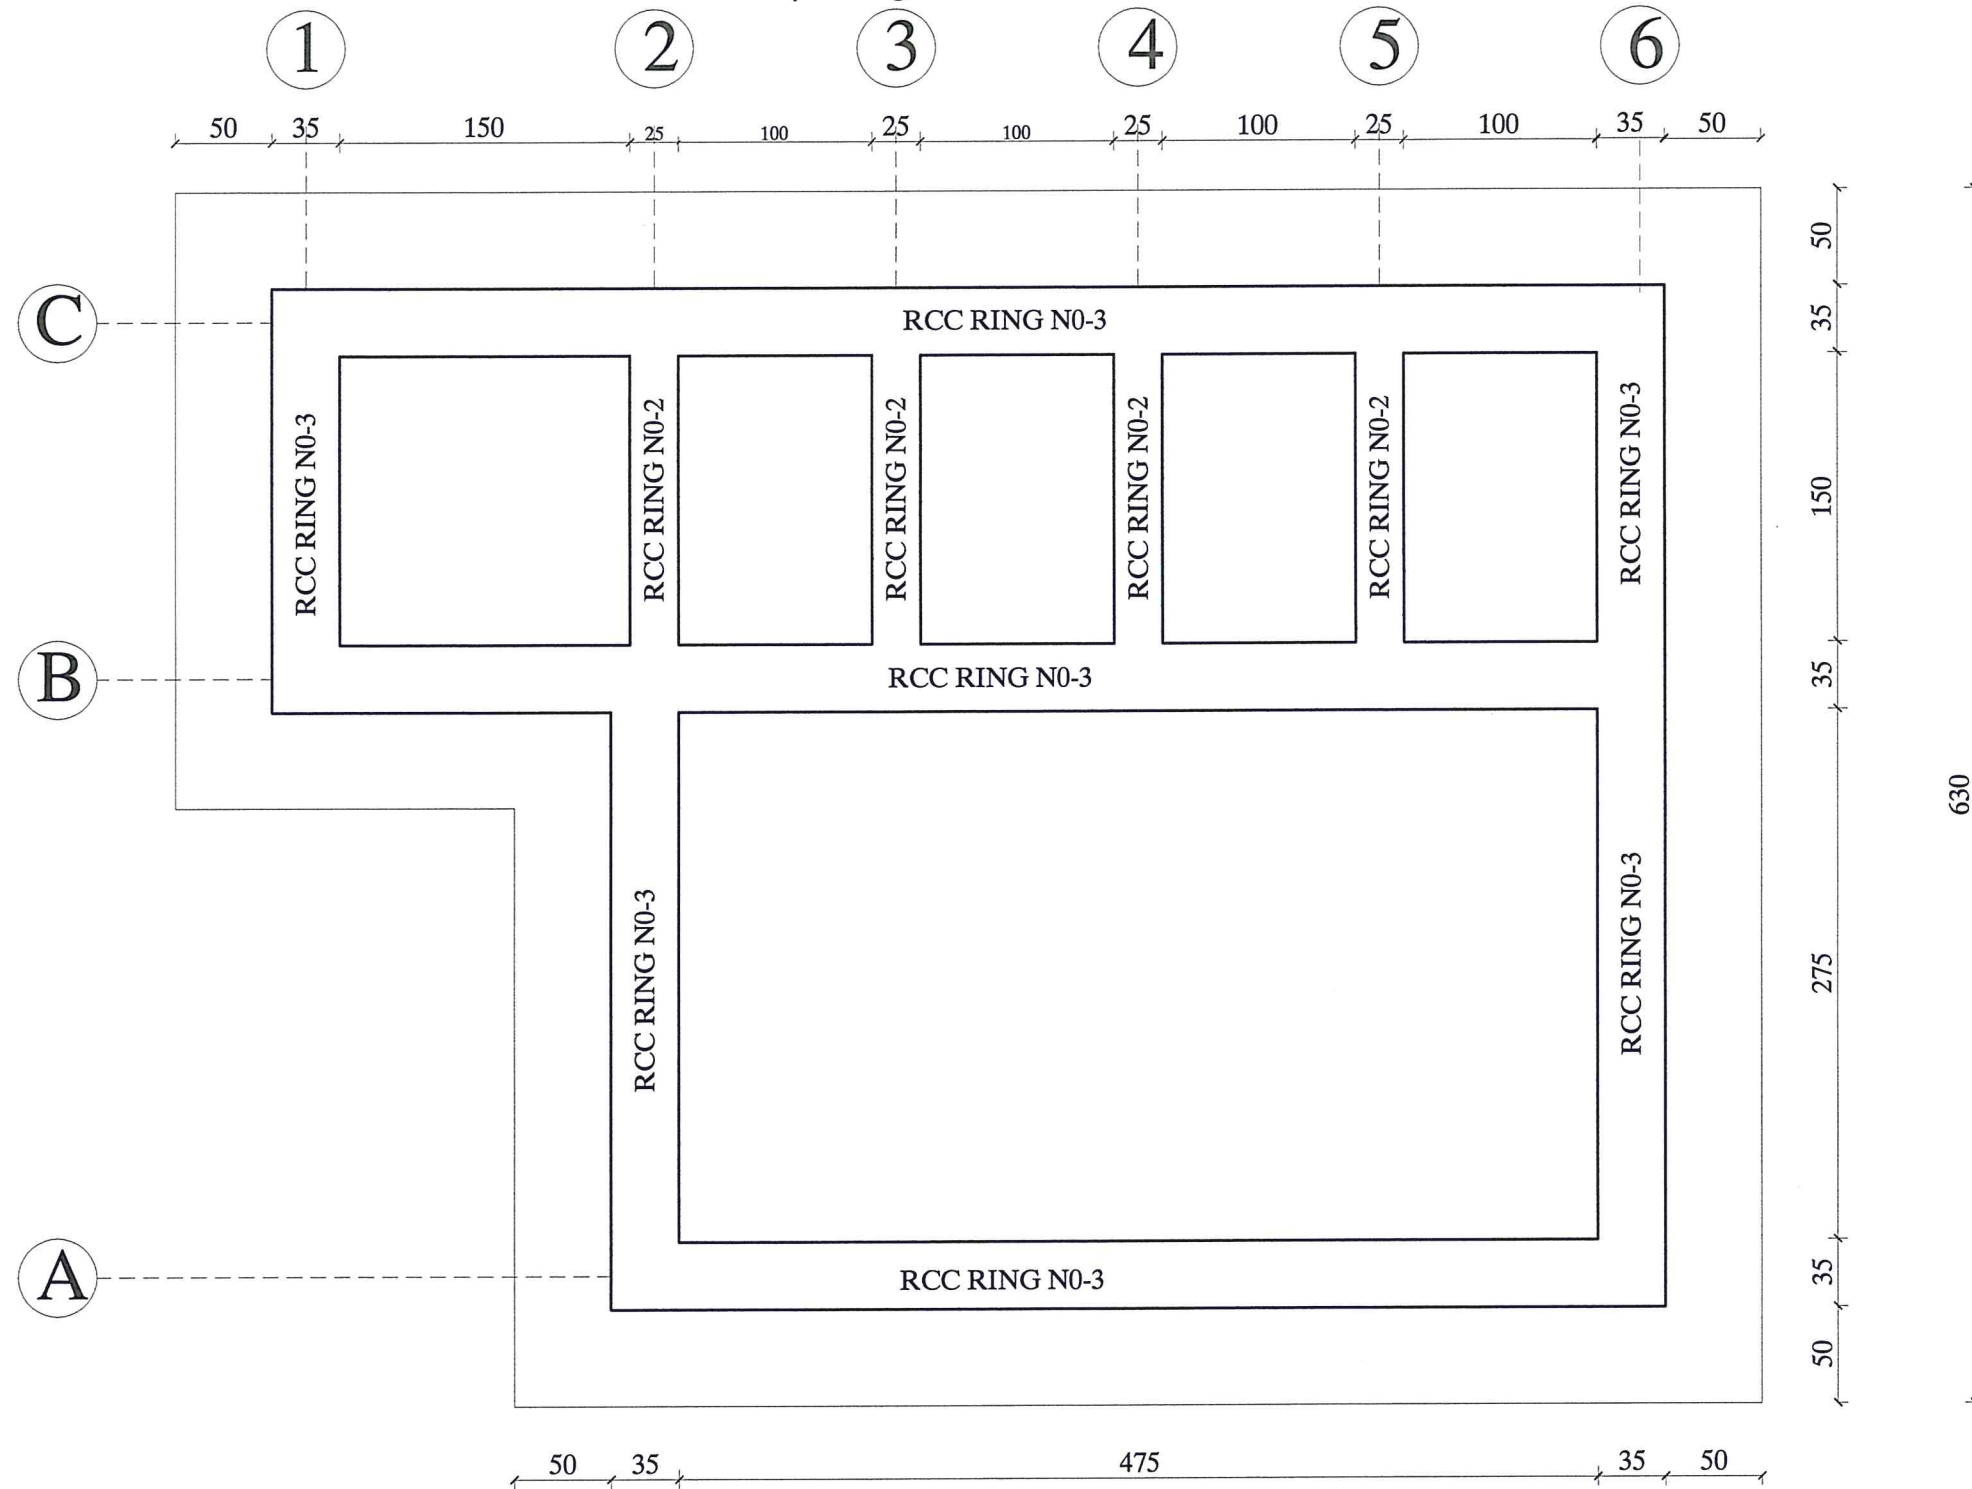 1 2 3 4 5 6
50 35 150 25 100 25 100 25 100 25 100 35 50
50
C
RCC RING N0-3
35
RCC RING N0-3
RCC RING N0-2
RCC RING N0-2
RCC RING N0-2
RCC RING N0-2
RCC RING N0-3
150
B
RCC RING N0-3
35
630
RCC RING N0-3
RCC RING N0-3
275
A
RCC RING N0-3
35
50
50 35 475 35 50